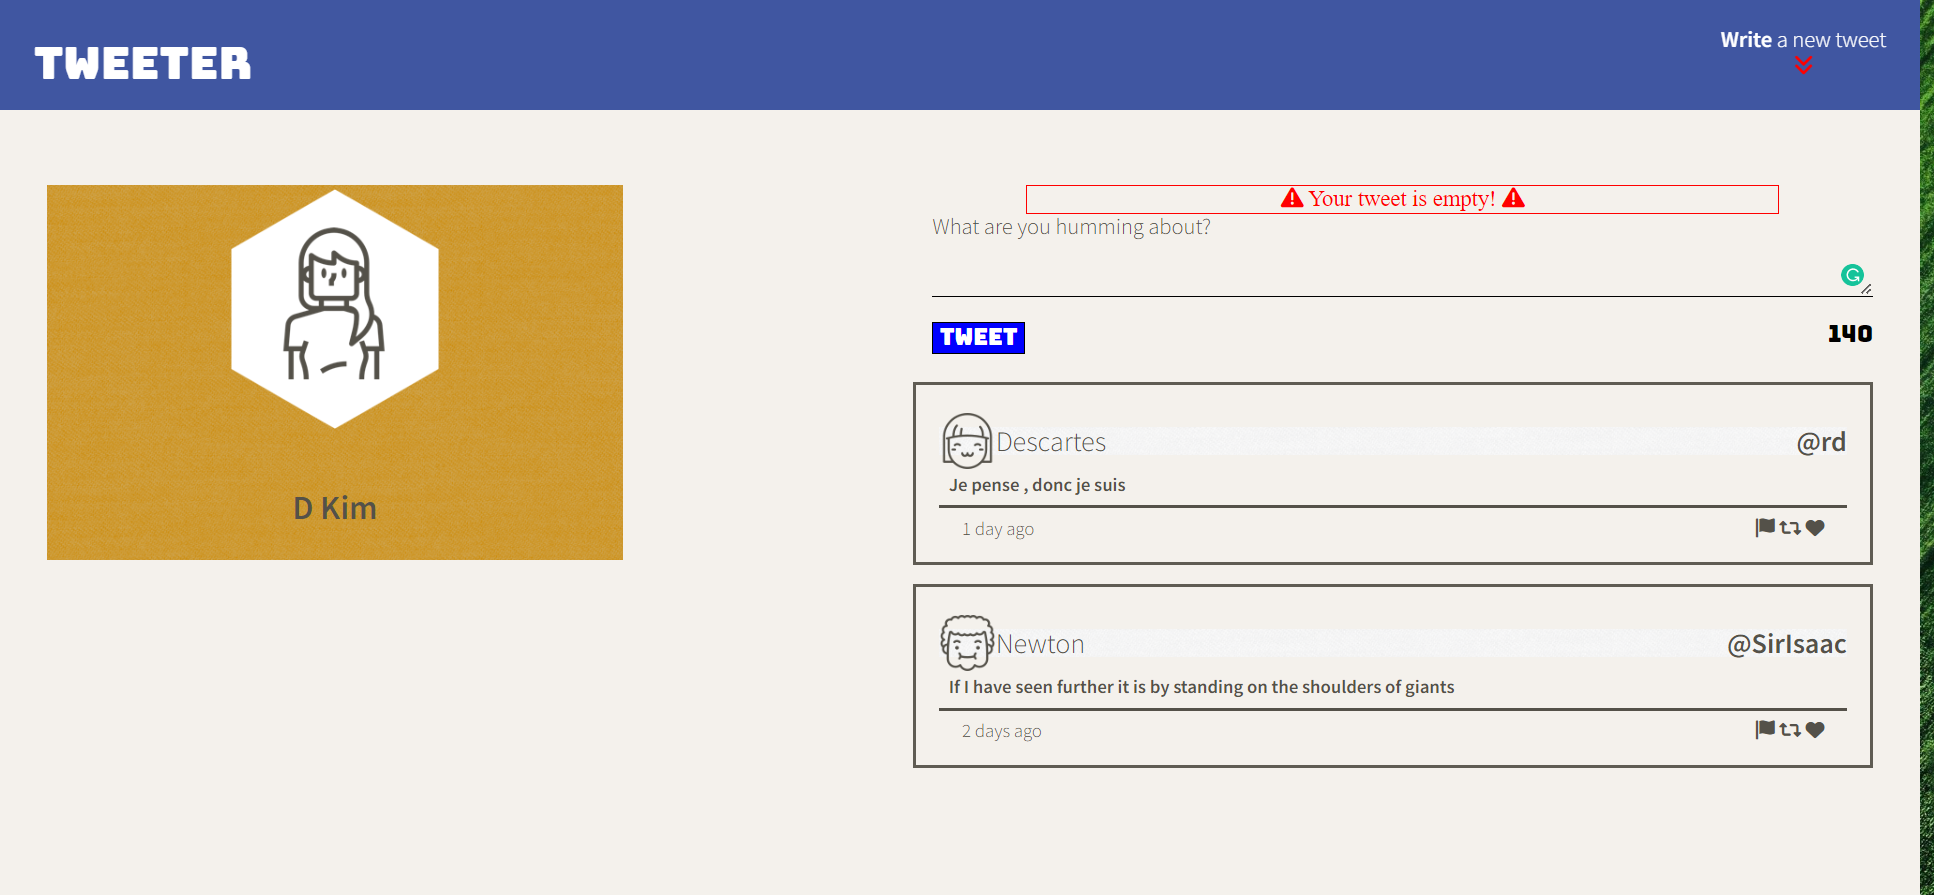 TWEETER
Write a new tweet
D Kim
Your tweet is empty!
What are you humming about?
TWEET
140
Descartes
@rd
Je pense , donc je suis
1 day ago
Newton
@SirIsaac
If I have seen further it is by standing on the shoulders of giants
2 days ago